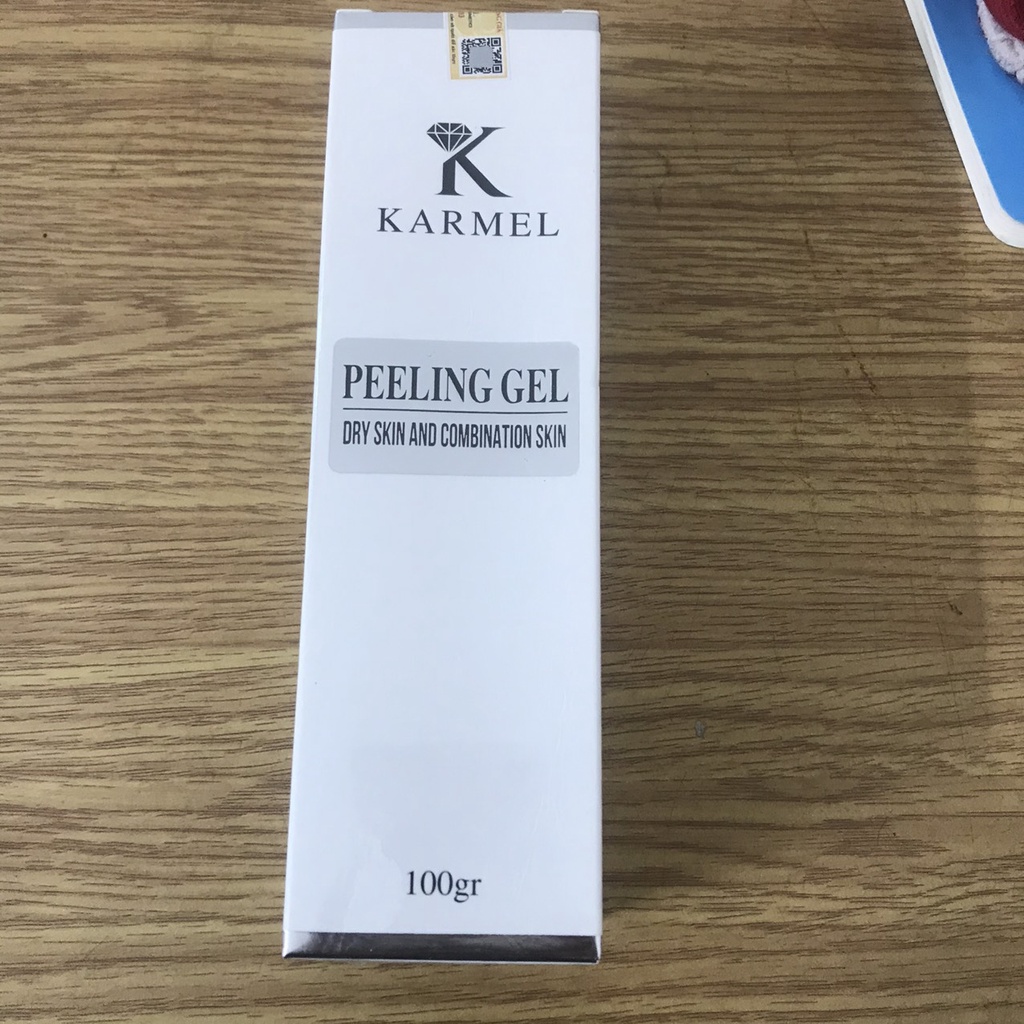 KARMEL
PEELING GEL
DRY SKIN AND COMBINATION SKIN
100gr